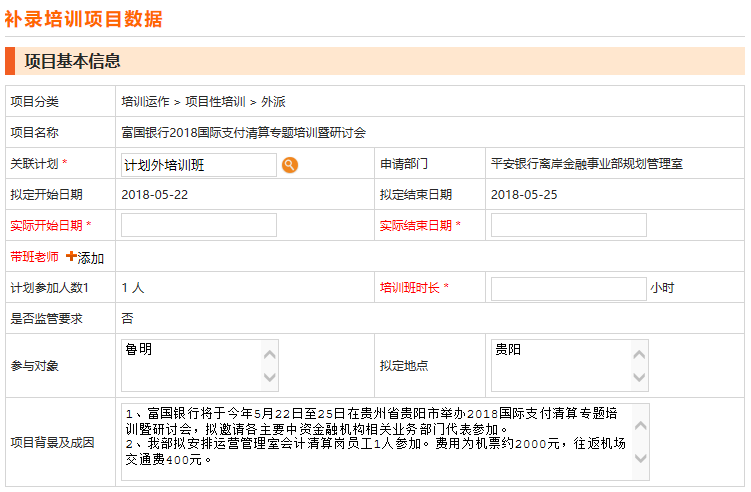 补录培训项目数据
项目基本信息
项目分类 培训运作 > 项目性培训 > 外派
项目名称 富国银行2018国际支付清算专题培训暨研讨会
关联计划 * 计划外培训班 申请部门 平安银行离岸金融事业部规划管理室
拟定开始日期 2018-05-22 拟定结束日期 2018-05-25
实际开始日期 * 实际结束日期 *
带班老师 添加
计划参加人数1 1 人 培训班时长 * 小时
是否监管要求 否
参与对象 鲁明 拟定地点 贵阳
项目背景及成因
1、富国银行将于今年5月22日至25日在贵州省贵阳市举办2018国际支付清算专题培
训暨研讨会，拟邀请各主要中资金融机构相关业务部门代表参加。
2、我部拟安排运营管理室会计清算岗员工1人参加。费用为机票约2000元，往返机场
交通费400元。